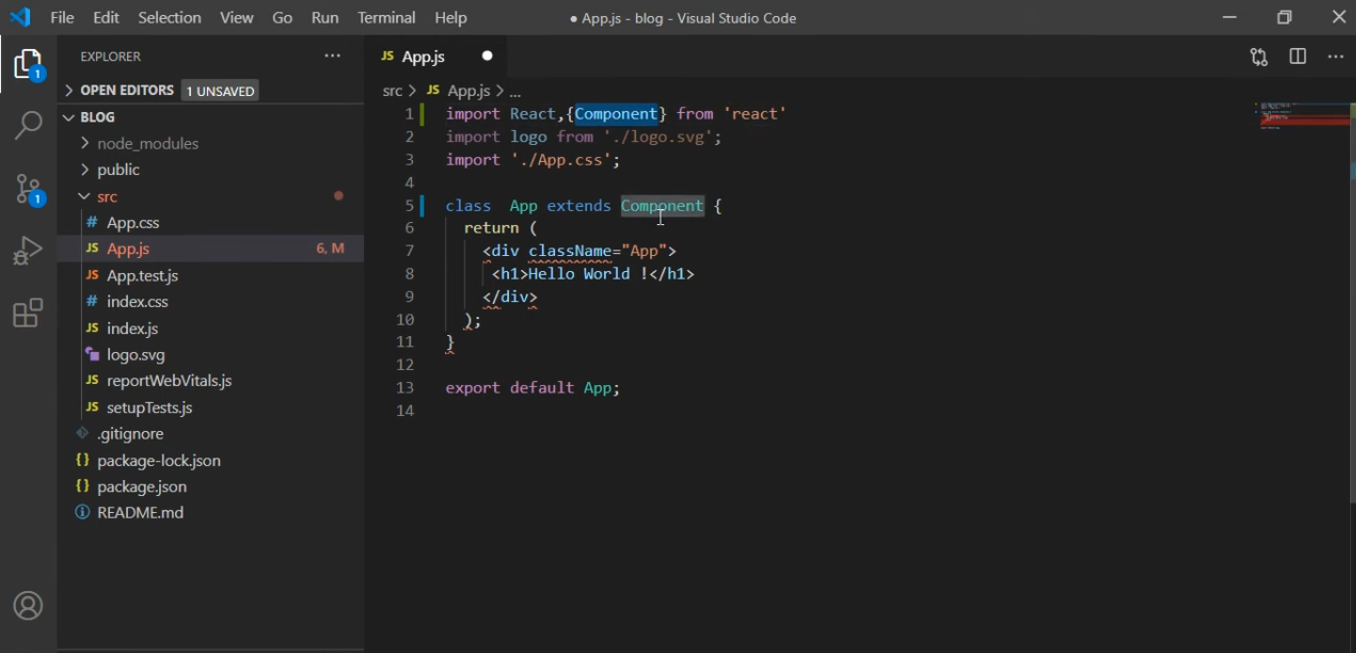 File Edit Selection View Go Run Terminal Help
● App.js - blog - Visual Studio Code
EXPLORER
OPEN EDITORS 1 UNSAVED
BLOG
node_modules
public
src
# App.css
JS App.js 6, M
JS App.test.js
# index.css
JS index.js
logo.svg
JS reportWebVitals.js
JS setupTests.js
.gitignore
{} package-lock.json
{} package.json
README.md
1
1
JS App.js
src > JS App.js > ...
1 import React,{Component} from 'react'
2 import logo from './logo.svg';
3 import './App.css';
4
5 class  App extends Component {
6 return (
7 <div className="App">
8 <h1>Hello World !</h1>
9 </div>
10 );
11 }
12
13 export default App;
14